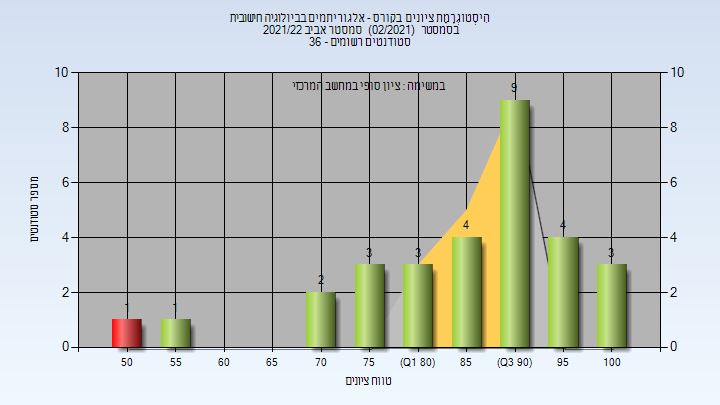 היסטוגרמת ציונים בקורס - אלגוריתמים בביולוגיה חישובית
בסמסטר (02/2021) סמסטר אביב 2021/22
סטודנטים רשומים - 36
במשימה : ציון סופי במחשב המרכזי
10 10
8 8
6 6
4 4
2 2
0 0
מספר סטודנטים
1 1 2 3 3 4 9 4 3
50 55 60 65 70 75 (Q1 80) 85 (Q3 90) 95 100
טווח ציונים